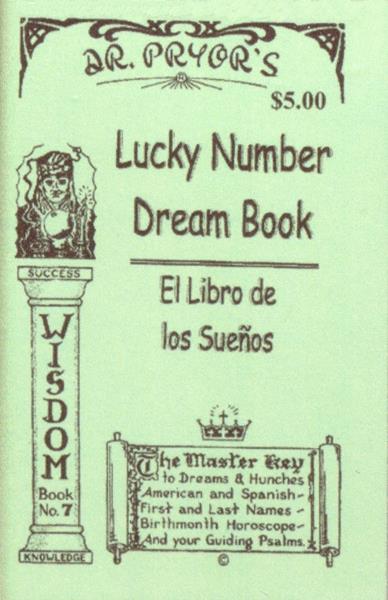 DR. PRYOR'S
$5.00
Lucky Number
Dream Book
El Libro de
los Sueños
SUCCESS
WISDOM
Book
No. 7
KNOWLEDGE
The Master Key
to Dreams & Hunches
American and Spanish-
First and Last Names-
Birthmonth Horoscope-
And your Guiding Psalms.
©